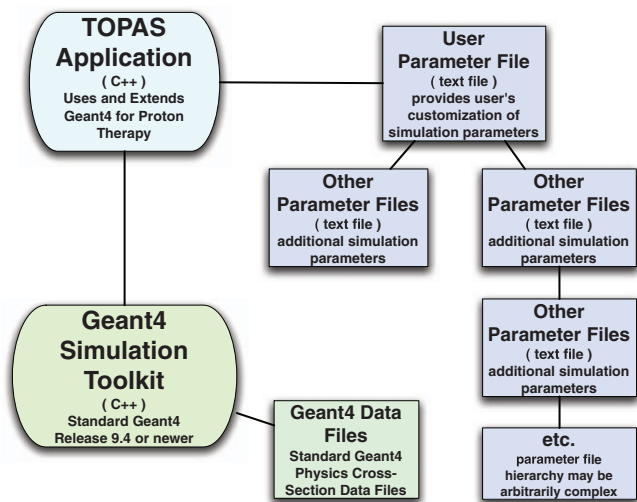 TOPAS
Application
( C++ )
Uses and Extends
Geant4 for Proton
Therapy
User
Parameter File
( text file )
provides user's
customization of
simulation parameters
Other
Parameter Files
( text file )
additional simulation
parameters
Other
Parameter Files
( text file )
additional simulation
parameters
Geant4
Simulation
Toolkit
( C++ )
Standard Geant4
Release 9.4 or newer
Other
Parameter Files
( text file )
additional simulation
parameters
Geant4 Data
Files
Standard Geant4
Physics Cross-
Section Data Files
etc.
parameter file
hierarchy may be
arbitrarily complex